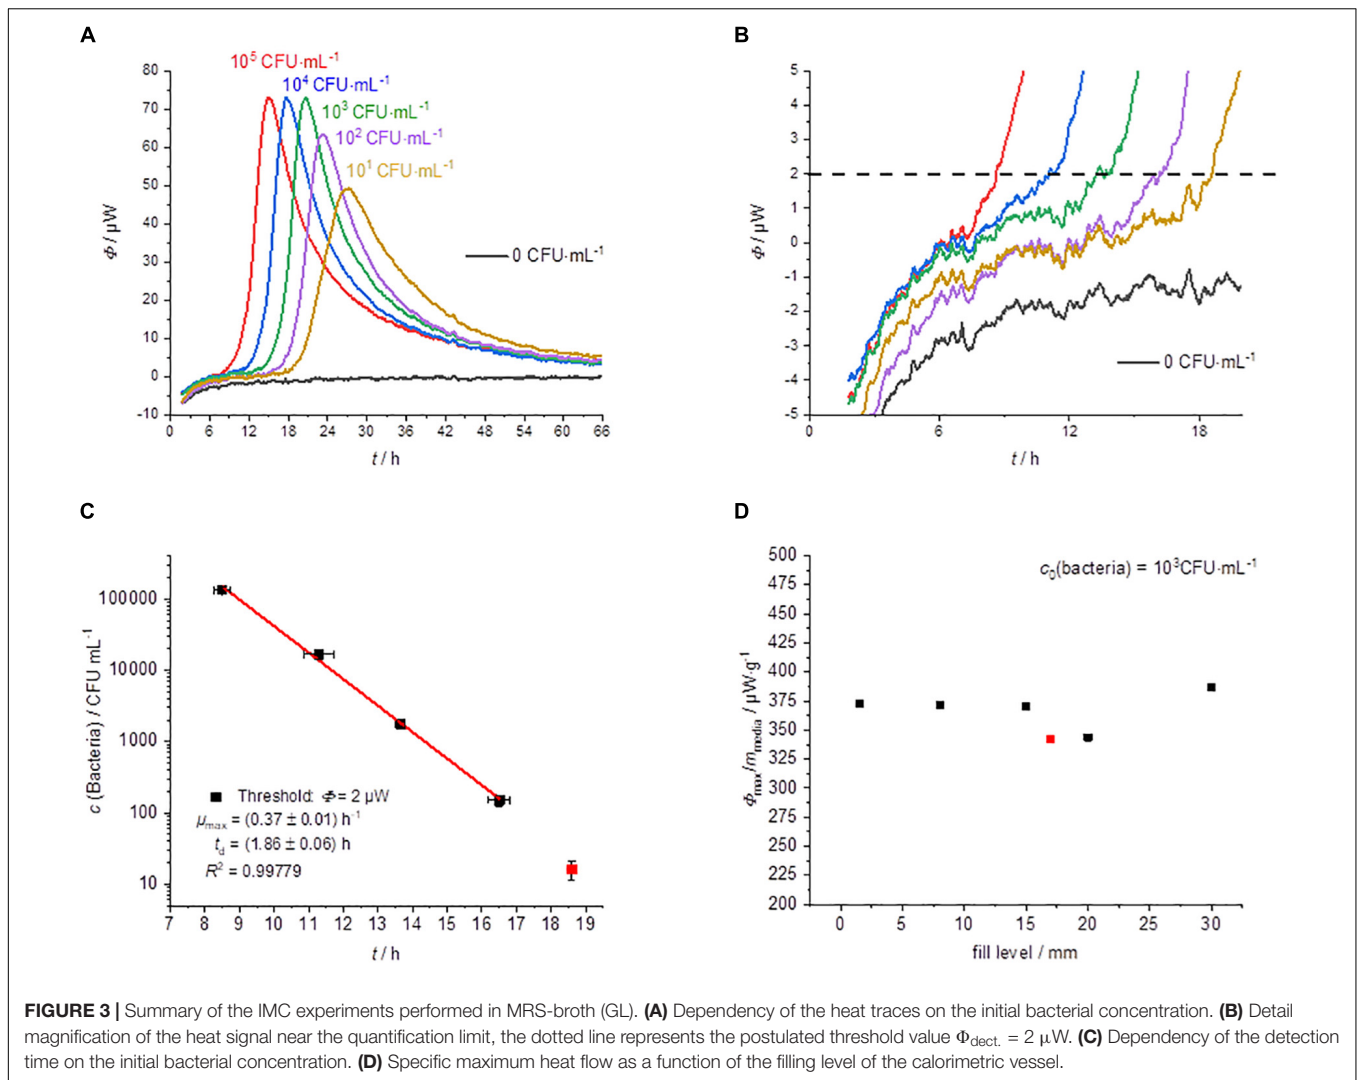 A
10⁵ CFU·mL⁻¹
10⁴ CFU·mL⁻¹
10³ CFU·mL⁻¹
10² CFU·mL⁻¹
10¹ CFU·mL⁻¹
0 CFU·mL⁻¹
Φ / µW
80
70
60
50
40
30
20
10
0
-10
0 6 12 18 24 30 36 42 48 54 60 66
t / h
B
Φ / µW
5
4
3
2
1
0
-1
-2
-3
-4
-5
0 CFU·mL⁻¹
0 6 12 18
t / h
C
c (Bacteria) / CFU mL⁻¹
100000
10000
1000
100
10
Threshold: Φ = 2 µW
µmax = (0.37 ± 0.01) h⁻¹
td = (1.86 ± 0.06) h
R² = 0.99779
7 8 9 10 11 12 13 14 15 16 17 18 19
t / h
D
c₀(bacteria) = 10³CFU·mL⁻¹
Φmax/mmedia / µW·g⁻¹
500
475
450
425
400
375
350
325
300
275
250
225
200
0 5 10 15 20 25 30
fill level / mm
FIGURE 3 | Summary of the IMC experiments performed in MRS-broth (GL). (A) Dependency of the heat traces on the initial bacterial concentration. (B) Detail
magnification of the heat signal near the quantification limit, the dotted line represents the postulated threshold value Φdect. = 2 µW. (C) Dependency of the detection
time on the initial bacterial concentration. (D) Specific maximum heat flow as a function of the filling level of the calorimetric vessel.